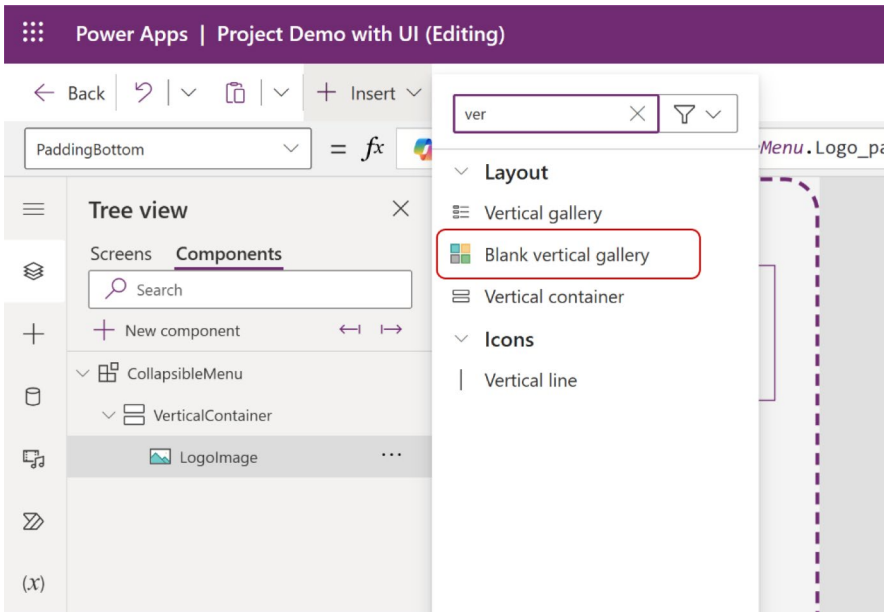 Power Apps | Project Demo with UI (Editing)
Back
Insert
PaddingBottom
= fx
Menu.Logo_pa
ver
Layout
Vertical gallery
Blank vertical gallery
Vertical container
Icons
Vertical line
Tree view
Screens Components
Search
New component
CollapsibleMenu
VerticalContainer
LogoImage
(x)